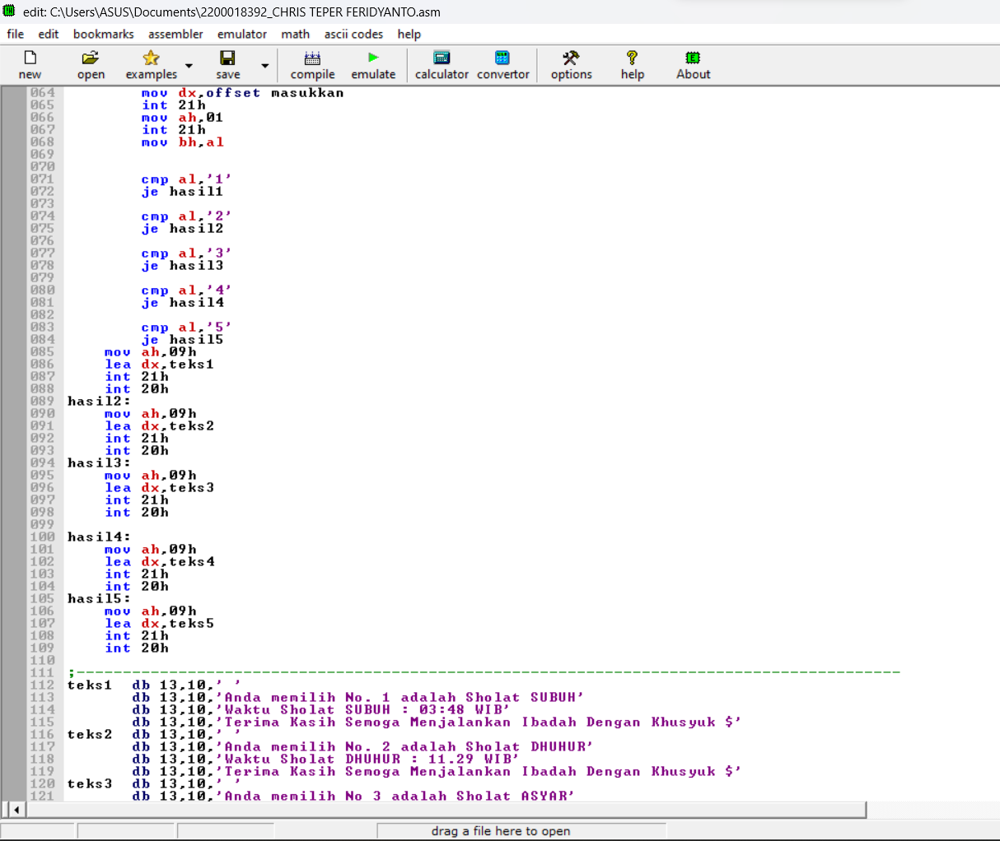 edit: C:\Users\ASUS\Documents\2200018392_CHRIS TEPER FERIDYANTO.asm
file edit bookmarks assembler emulator math ascii codes help
new open examples save compile emulate calculator convertor options help About
064 mov dx,offset masukkan
065 int 21h
066 mov ah,01
067 int 21h
068 mov bh,al
069
070
071 cmp al,'1'
072 je hasil1
073
074 cmp al,'2'
075 je hasil2
076
077 cmp al,'3'
078 je hasil3
079
080 cmp al,'4'
081 je hasil4
082
083 cmp al,'5'
084 je hasil5
085 mov ah,09h
086 lea dx,teks1
087 int 21h
088 int 20h
089 hasil2:
090 mov ah,09h
091 lea dx,teks2
092 int 21h
093 int 20h
094 hasil3:
095 mov ah,09h
096 lea dx,teks3
097 int 21h
098 int 20h
099
100 hasil4:
101 mov ah,09h
102 lea dx,teks4
103 int 21h
104 int 20h
105 hasil5:
106 mov ah,09h
107 lea dx,teks5
108 int 21h
109 int 20h
110
111 ;-------------------------------------------------------------------------------------------
112 teks1 db 13,10,' '
113 db 13,10,'Anda memilih No. 1 adalah Sholat SUBUH'
114 db 13,10,'Waktu Sholat SUBUH : 03:48 WIB'
115 db 13,10,'Terima Kasih Semoga Menjalankan Ibadah Dengan Khusyuk $'
116 teks2 db 13,10,' '
117 db 13,10,'Anda memilih No. 2 adalah Sholat DHUHUR'
118 db 13,10,'Waktu Sholat DHUHUR : 11.29 WIB'
119 db 13,10,'Terima Kasih Semoga Menjalankan Ibadah Dengan Khusyuk $'
120 teks3 db 13,10,' '
121 db 13,10,'Anda memilih No 3 adalah Sholat ASYAR'
drag a file here to open